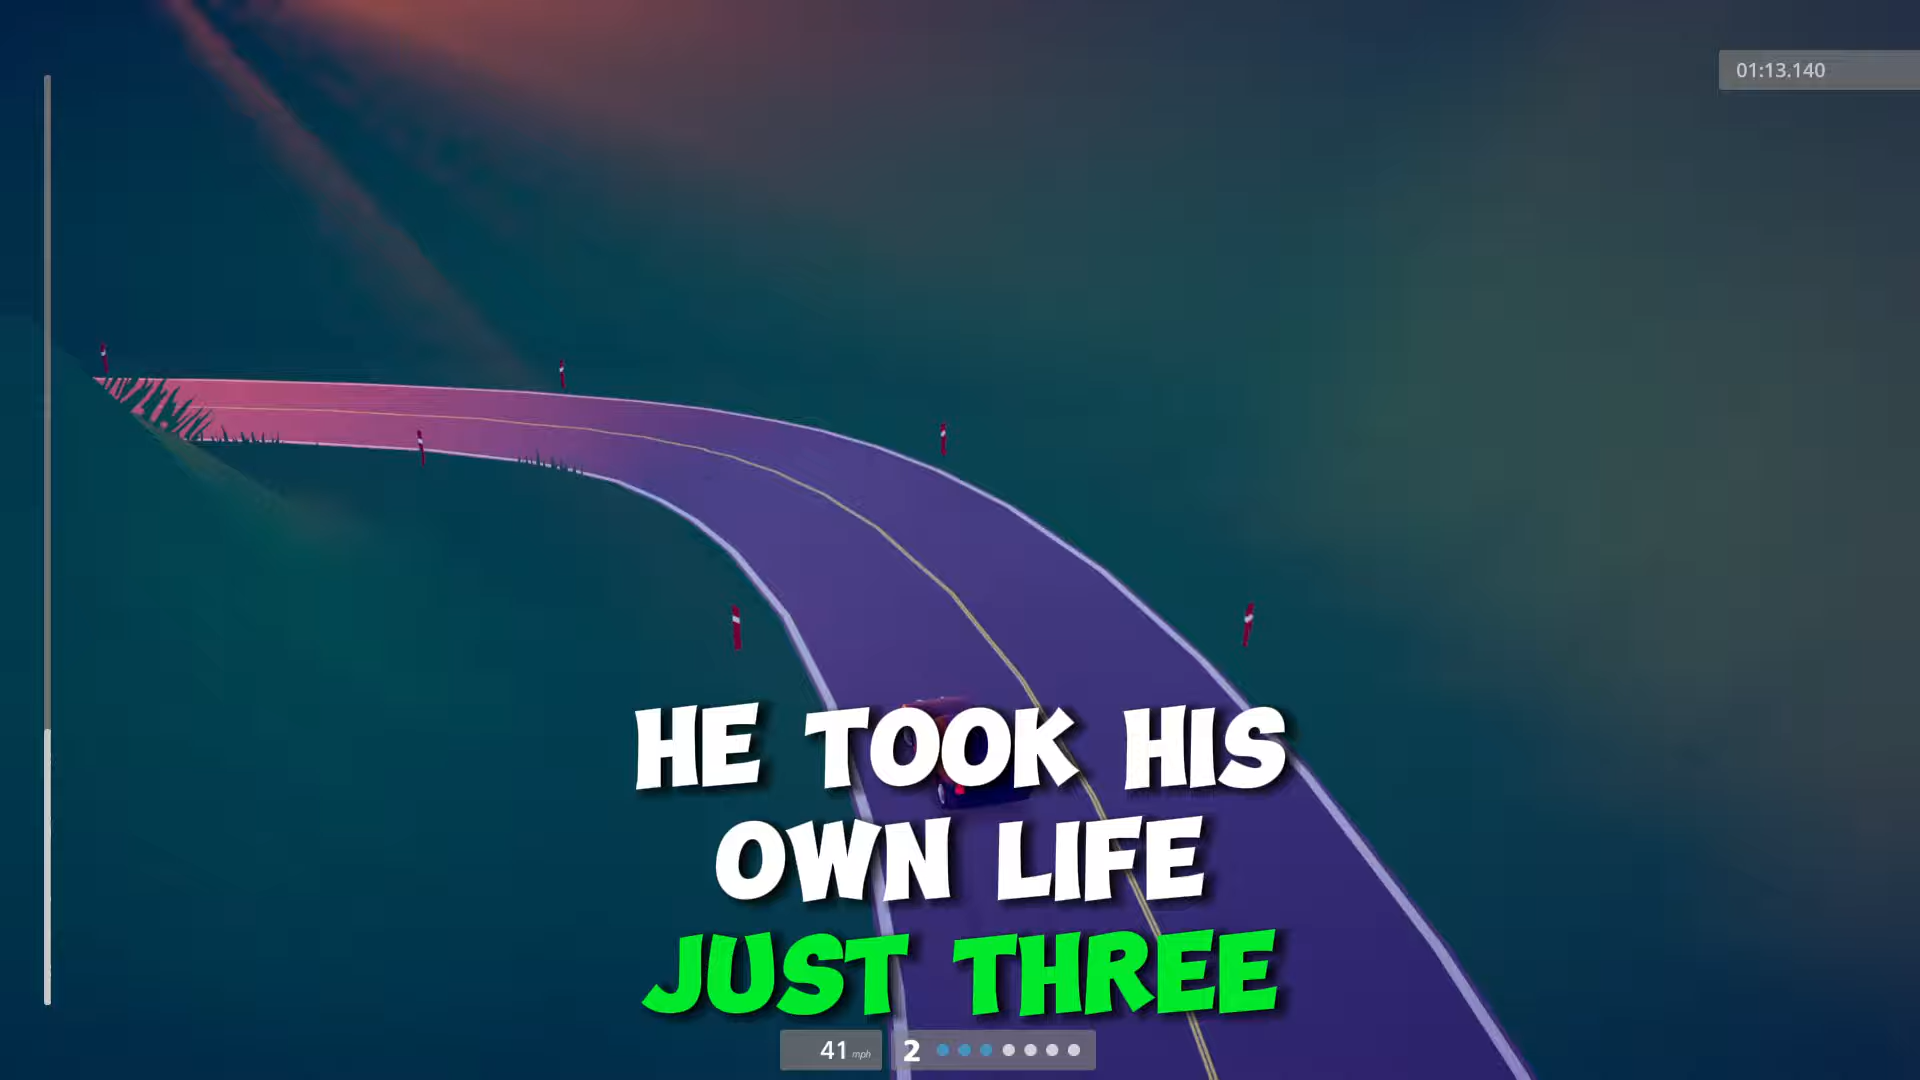 01:13.140
HE TOOK HIS
OWN LIFE
JUST THREE
41 mph 2